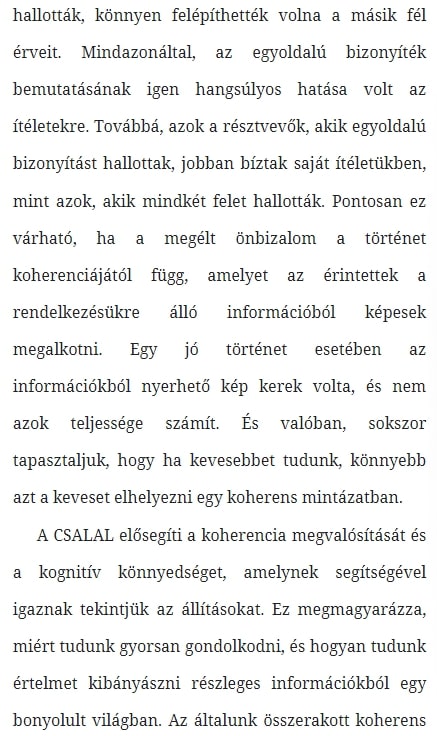 hallották, könnyen felépíthették volna a másik fél
érveit. Mindazonáltal, az egyoldalú bizonyíték
bemutatásának igen hangsúlyos hatása volt az
ítéletekre. Továbbá, azok a résztvevők, akik egyoldalú
bizonyítást hallottak, jobban bíztak saját ítéletükben,
mint azok, akik mindkét felet hallották. Pontosan ez
várható, ha a megélt önbizalom a történet
koherenciájától függ, amelyet az érintettek a
rendelkezésükre álló információból képesek
megalkotni. Egy jó történet esetében az
információkból nyerhető kép kerek volta, és nem
azok teljessége számít. És valóban, sokszor
tapasztaljuk, hogy ha kevesebbet tudunk, könnyebb
azt a keveset elhelyezni egy koherens mintázatban.
A CSALAL elősegíti a koherencia megvalósítását és
a kognitív könnyedséget, amelynek segítségével
igaznak tekintjük az állításokat. Ez megmagyarázza,
miért tudunk gyorsan gondolkodni, és hogyan tudunk
értelmet kibányászni részleges információkból egy
bonyolult világban. Az általunk összerakott koherens